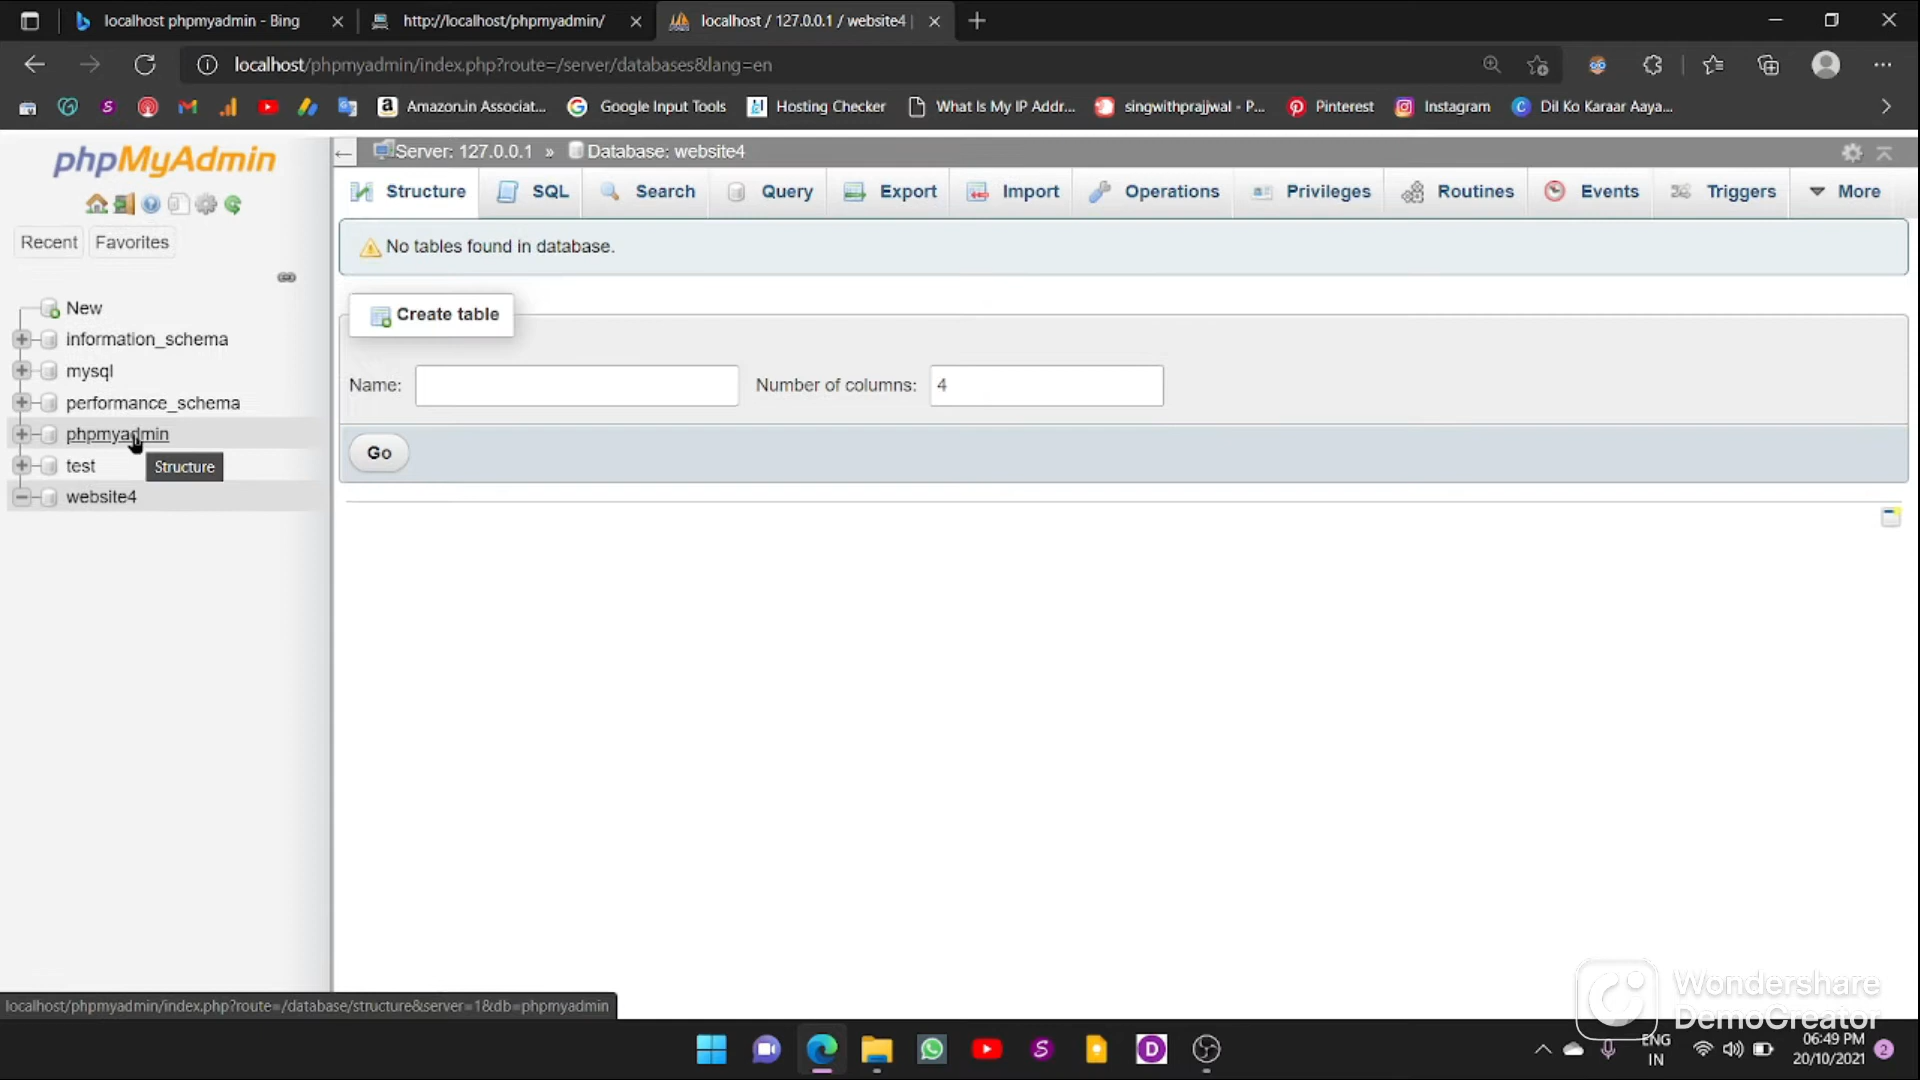 localhost phpmyadmin - Bing
http://localhost/phpmyadmin/
localhost / 127.0.0.1 / website4 |
localhost/phpmyadmin/index.php?route=/server/databases&lang=en
Amazon.in Associat...
Google Input Tools
Hosting Checker
What Is My IP Addr...
singwithprajjwal - P...
Pinterest
Instagram
Dil Ko Karaar Aaya...
phpMyAdmin
Recent
Favorites
New
information_schema
mysql
performance_schema
phpmyadmin
test
Structure
website4
Server: 127.0.0.1 » Database: website4
Structure
SQL
Search
Query
Export
Import
Operations
Privileges
Routines
Events
Triggers
More
No tables found in database.
Create table
Name:
Number of columns: 4
Go
localhost/phpmyadmin/index.php?route=/database/structure&server=1&db=phpmyadmin
Wondershare
DemoCreator
ENG
IN
06:49 PM
20/10/2021
2